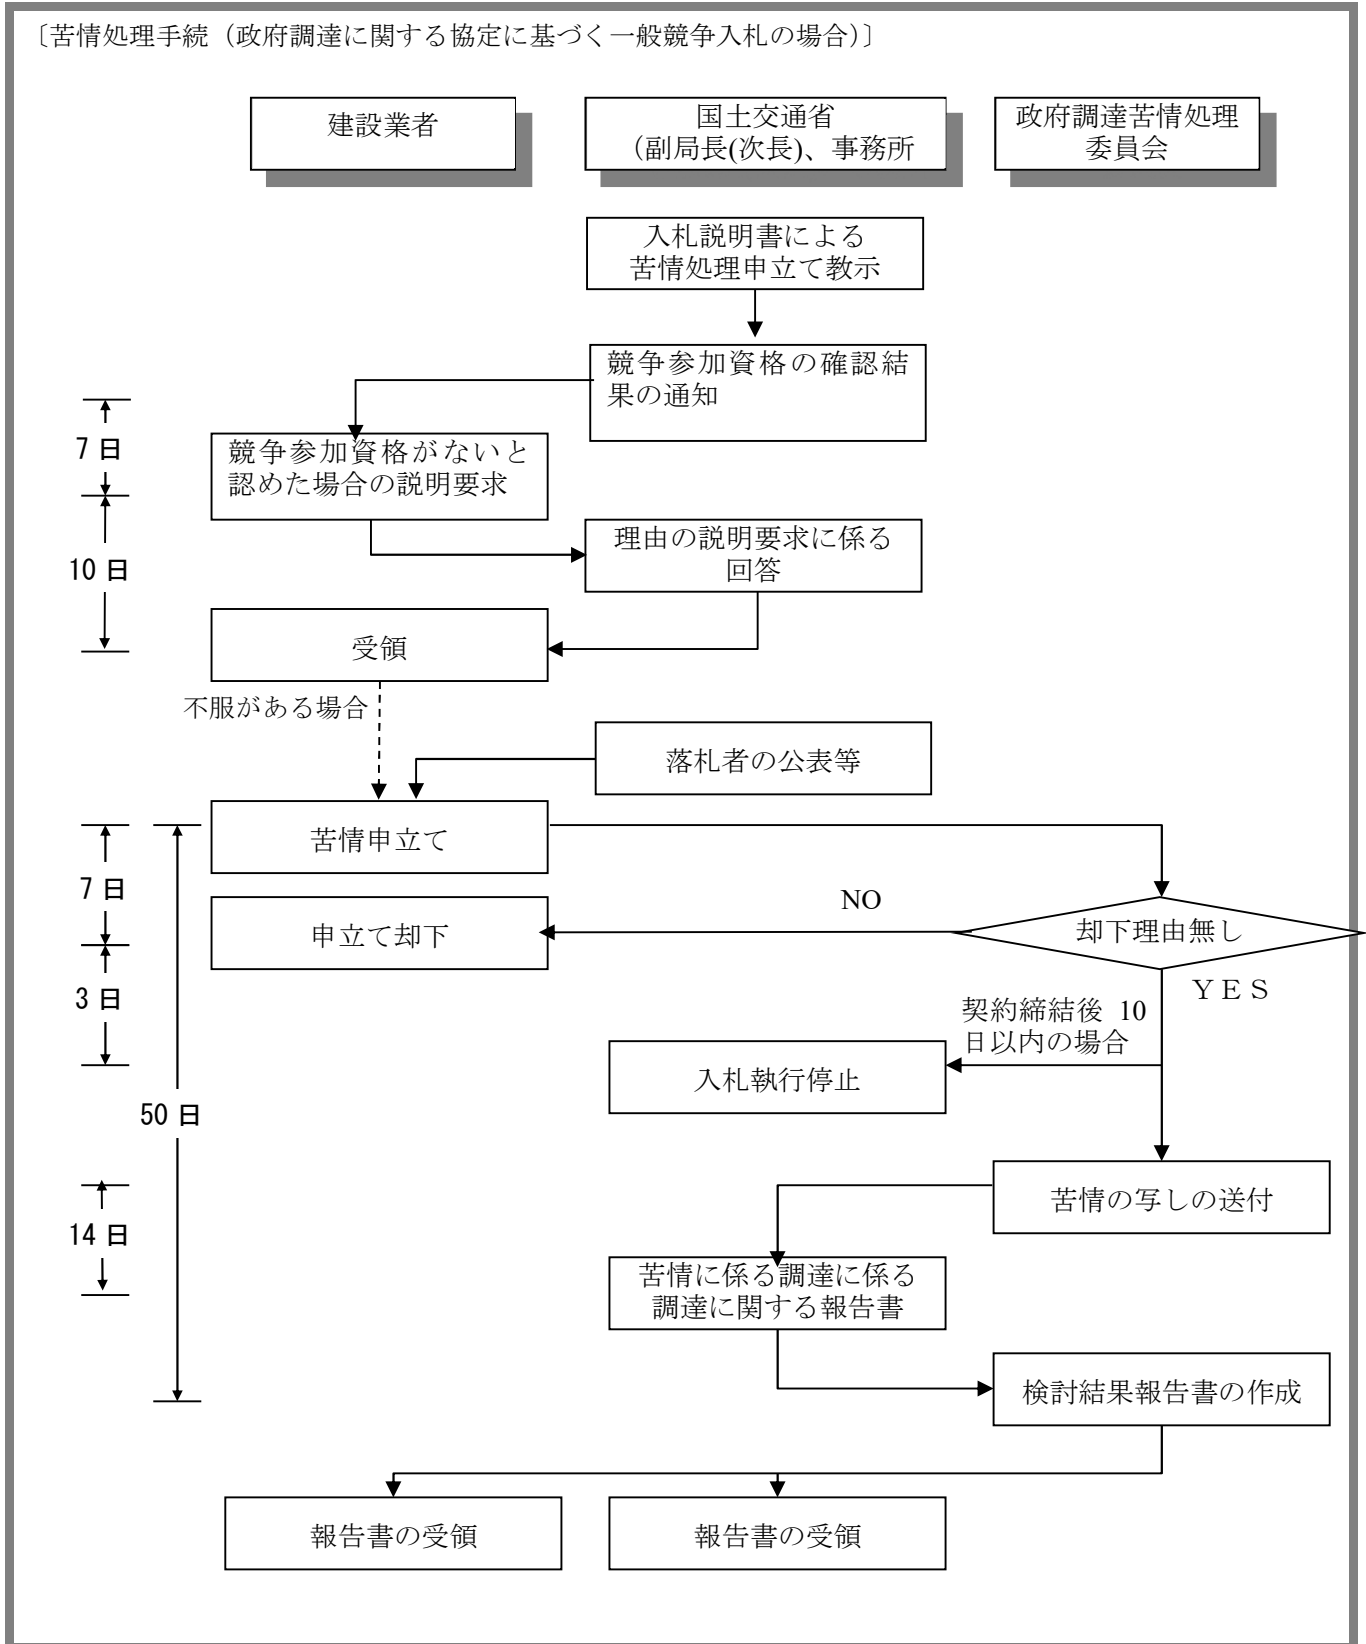 〔苦情処理手続（政府調達に関する協定に基づく一般競争入札の場合）〕
建設業者
国土交通省
（副局長(次長)、事務所
政府調達苦情処理
委員会
入札説明書による
苦情処理申立て教示
競争参加資格の確認結
果の通知
7 日
競争参加資格がないと
認めた場合の説明要求
10 日
理由の説明要求に係る
回答
受領
不服がある場合
落札者の公表等
苦情申立て
7 日
NO
申立て却下
却下理由無し
ＹＥＳ
3 日
契約締結後 10
日以内の場合
入札執行停止
50 日
苦情の写しの送付
14 日
苦情に係る調達に係る
調達に関する報告書
検討結果報告書の作成
報告書の受領
報告書の受領